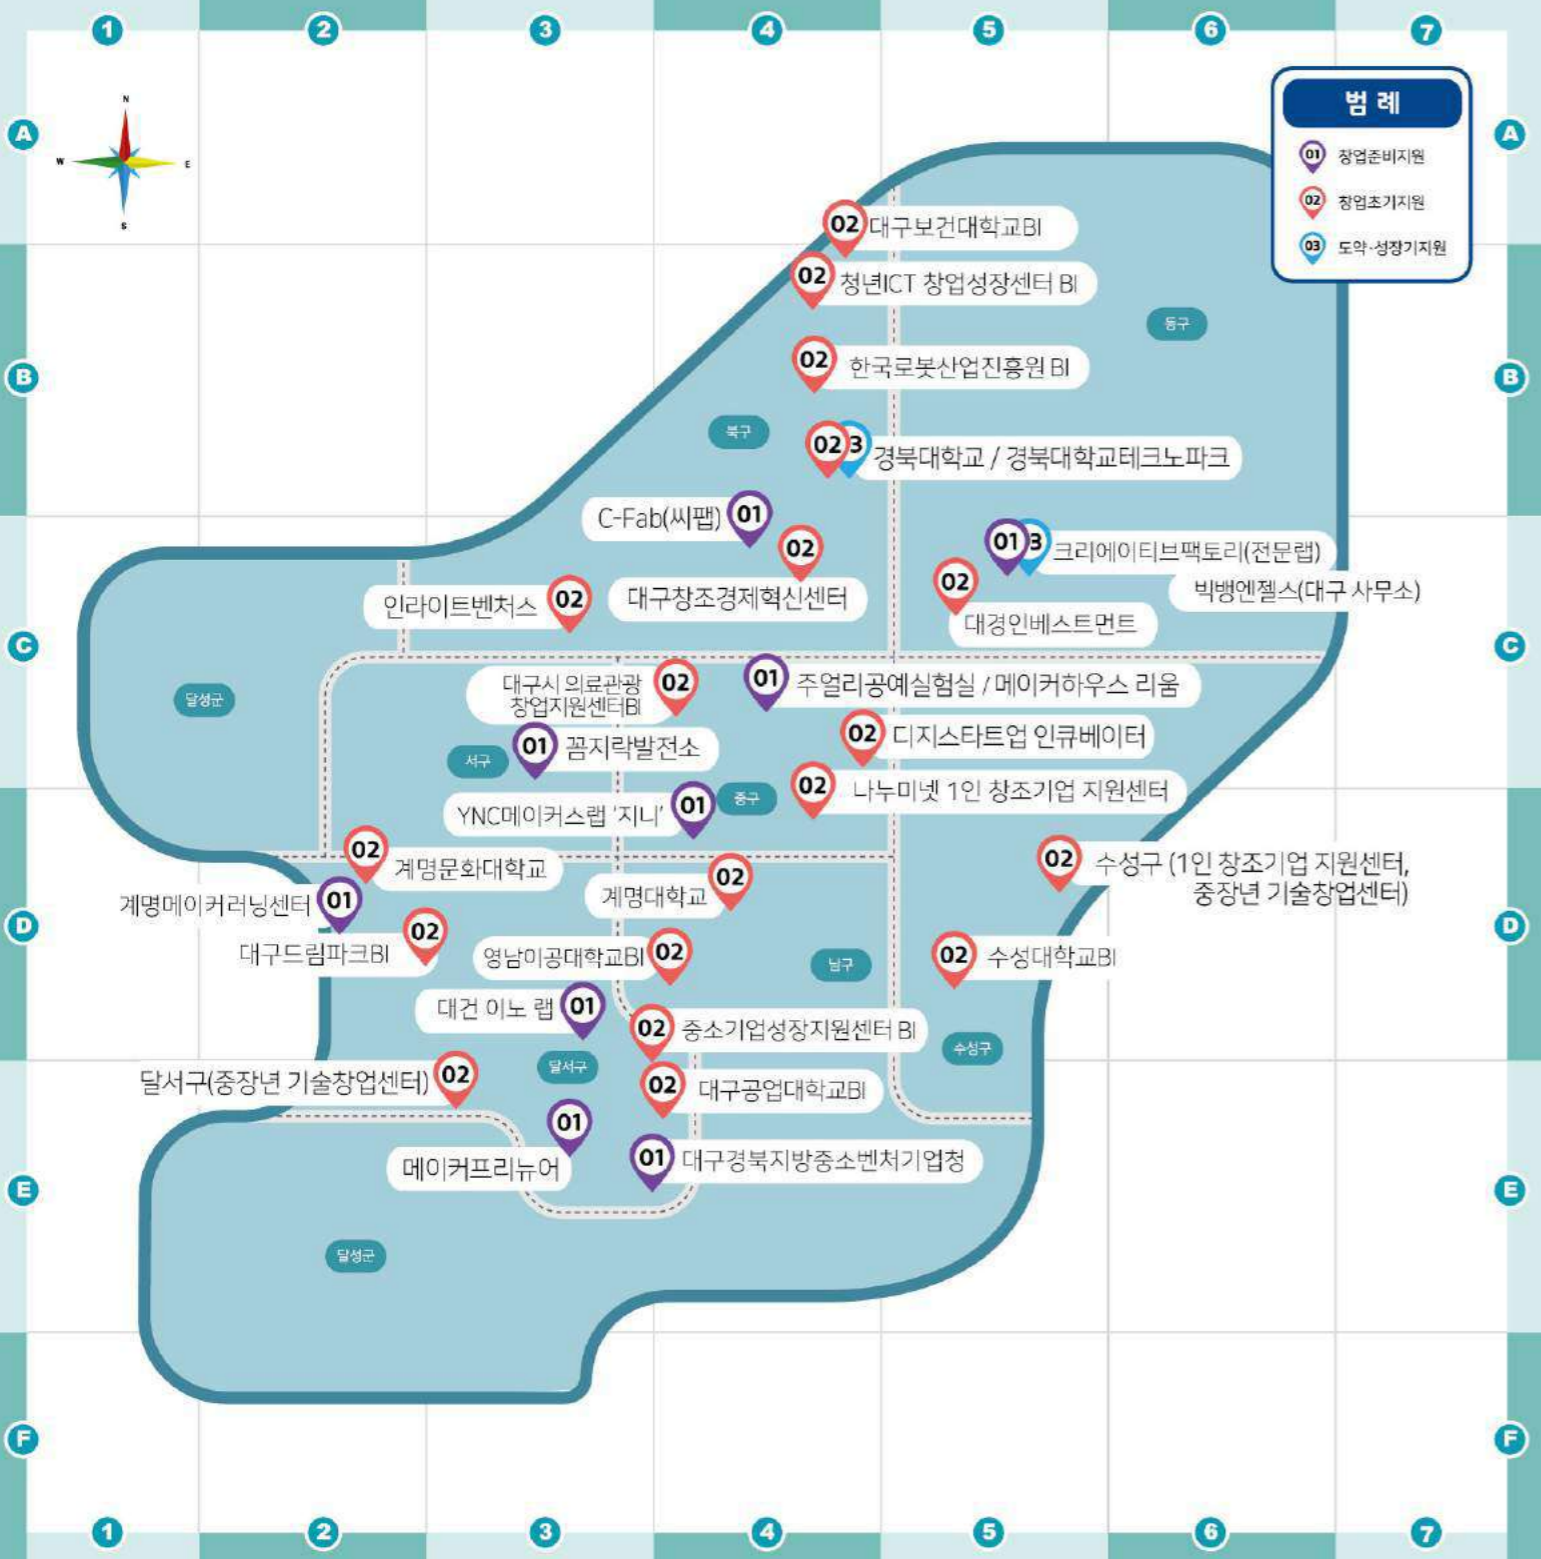 1 2 3 4 5 6 7
범 례
A
A
01 창업준비지원
02 창업초기지원
03 도약·성장기지원
N
W E
S
02 대구보건대학교BI
02 청년ICT 창업성장센터 BI
동구
B
B
02 한국로봇산업진흥원 BI
북구
02 3 경북대학교 / 경북대학교테크노파크
C-Fab(씨팹) 01
02
대구창조경제혁신센터
01 3 크리에이티브팩토리(전문랩)
빅뱅엔젤스(대구 사무소)
02
대경인베스트먼트
인라이트벤처스 02
C
C
달성군
대구시 의료관광
창업지원센터BI
02
01 주얼리공예실험실 / 메이커하우스 리움
02 디지스타트업 인큐베이터
서구
01 꼼지락발전소
02 나누미넷 1인 창조기업 지원센터
중구
YNC메이커스랩 '지니' 01
02
계명문화대학교
02 수성구 (1인 창조기업 지원센터,
중장년 기술창업센터)
계명대학교 02
계명메이커러닝센터 01
D
D
대구드림파크BI 02
영남이공대학교BI 02
남구
02 수성대학교BI
대건 이노 랩 01
02 중소기업성장지원센터 BI
수성구
달서구
달서구(중장년 기술창업센터) 02
02 대구공업대학교BI
01
메이커프리뉴어
01 대구경북지방중소벤처기업청
E
E
달성군
F
F
1 2 3 4 5 6 7